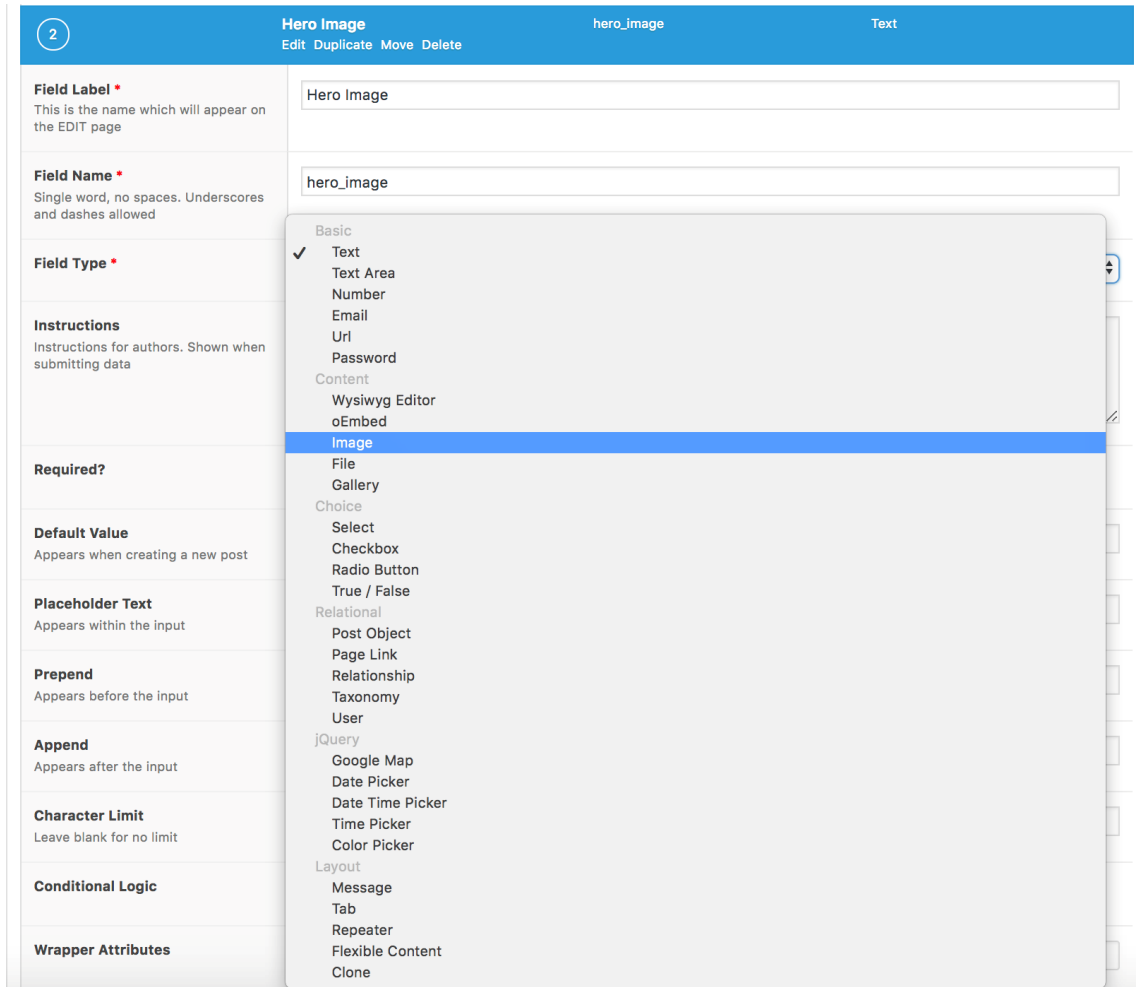 2
Hero Image
hero_image
Text
Edit Duplicate Move Delete
Field Label *
This is the name which will appear on
the EDIT page
Hero Image
Field Name *
Single word, no spaces. Underscores
and dashes allowed
hero_image
Field Type *
Basic
✓ Text
Text Area
Number
Email
Url
Password
Content
Wysiwyg Editor
oEmbed
Image
File
Gallery
Choice
Select
Checkbox
Radio Button
True / False
Relational
Post Object
Page Link
Relationship
Taxonomy
User
jQuery
Google Map
Date Picker
Date Time Picker
Time Picker
Color Picker
Layout
Message
Tab
Repeater
Flexible Content
Clone
Instructions
Instructions for authors. Shown when
submitting data
Required?
Default Value
Appears when creating a new post
Placeholder Text
Appears within the input
Prepend
Appears before the input
Append
Appears after the input
Character Limit
Leave blank for no limit
Conditional Logic
Wrapper Attributes